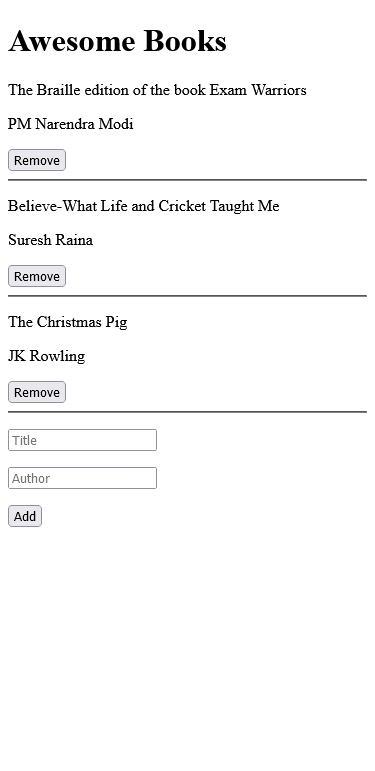 Awesome Books
The Braille edition of the book Exam Warriors
PM Narendra Modi
Remove
Believe-What Life and Cricket Taught Me
Suresh Raina
Remove
The Christmas Pig
JK Rowling
Remove
Title
Author
Add